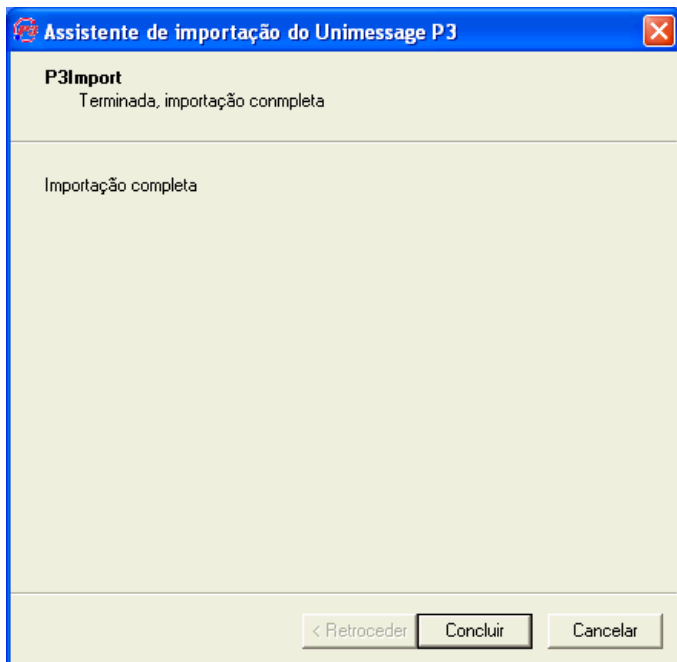 Assistente de importação do Unimessage P3
P3Import
Terminada, importação conmpleta
Importação completa
< Retroceder
Concluir
Cancelar